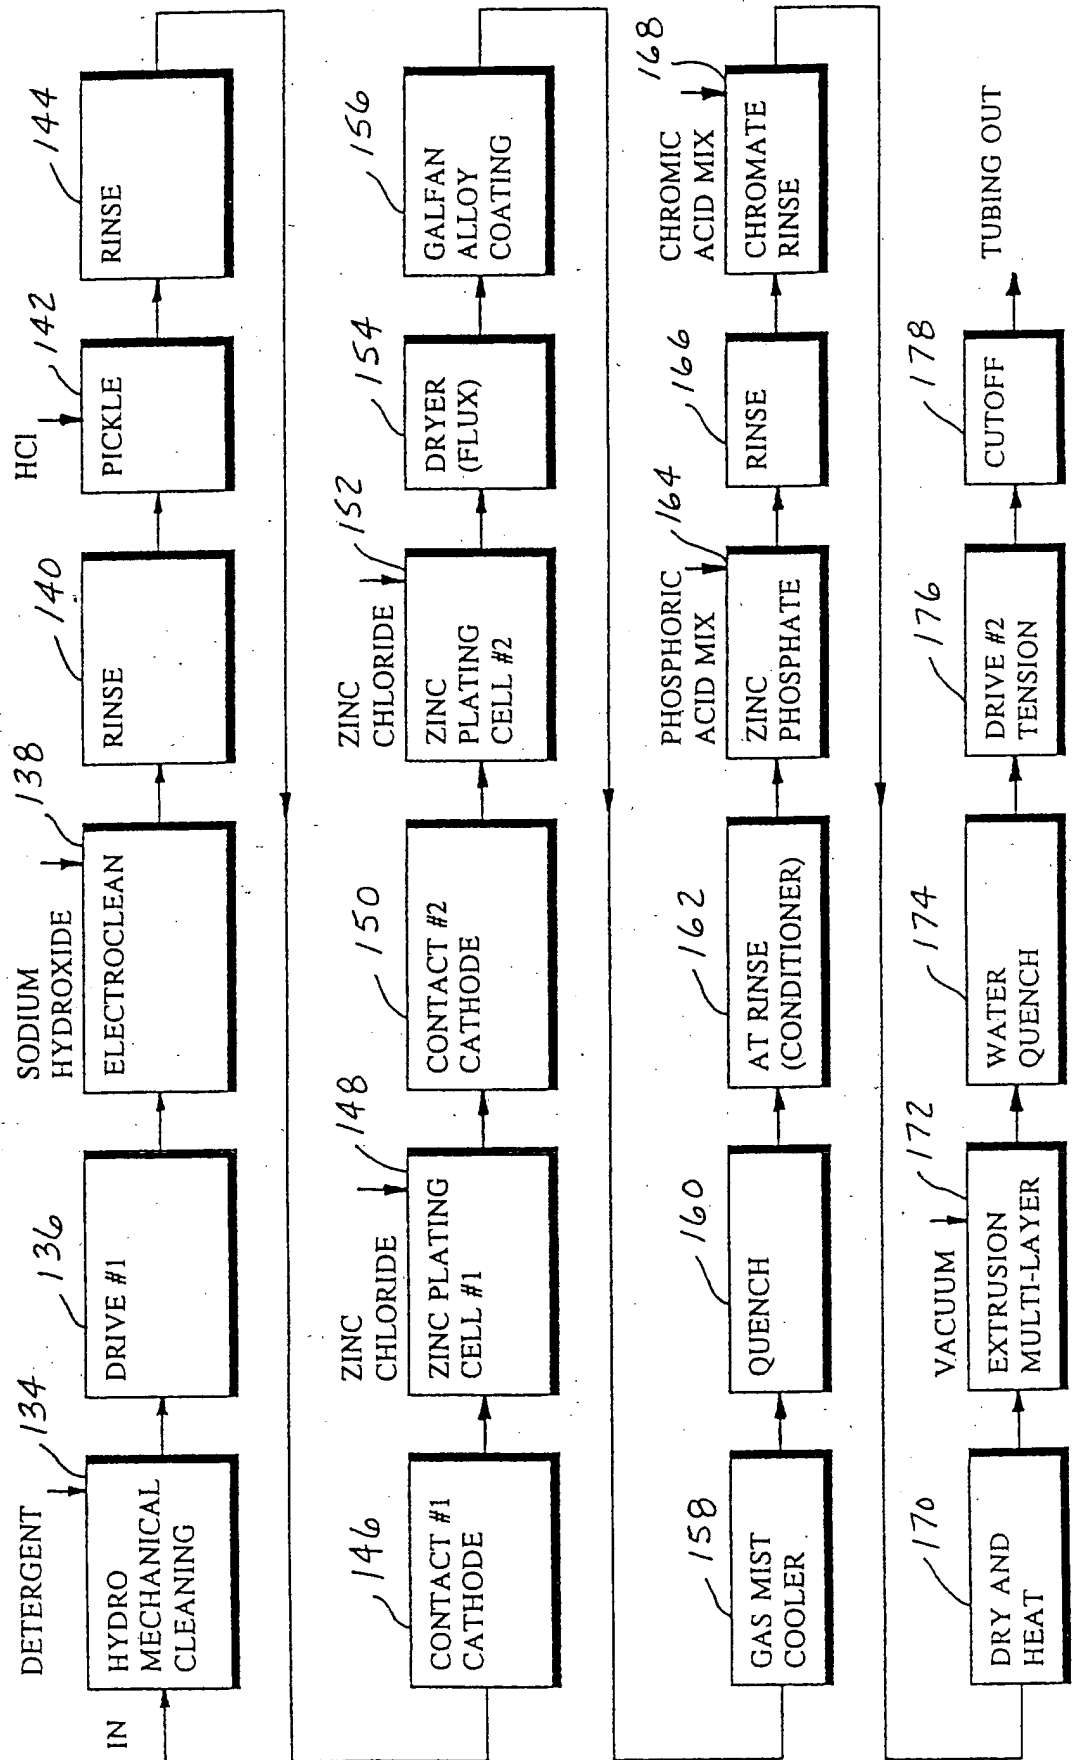 IN
DETERGENT
134
HYDRO
MECHANICAL
CLEANING
136
DRIVE #1
SODIUM
HYDROXIDE
138
ELECTROCLEAN
140
RINSE
HCl
142
PICKLE
144
RINSE
146
CONTACT #1
CATHODE
ZINC
CHLORIDE
148
ZINC PLATING
CELL #1
150
CONTACT #2
CATHODE
ZINC
CHLORIDE
152
ZINC
PLATING
CELL #2
154
DRYER
(FLUX)
156
GALFAN
ALLOY
COATING
158
GAS MIST
COOLER
160
QUENCH
162
AT RINSE
(CONDITIONER)
PHOSPHORIC
ACID MIX
164
ZINC
PHOSPHATE
166
RINSE
CHROMIC
ACID MIX
168
CHROMATE
RINSE
170
DRY AND
HEAT
VACUUM
172
EXTRUSION
MULTI-LAYER
174
WATER
QUENCH
176
DRIVE #2
TENSION
178
CUTOFF
TUBING OUT